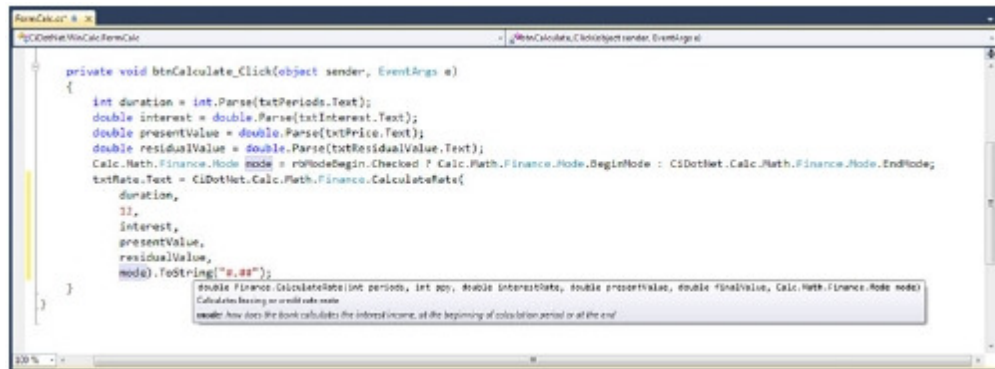 FormCalc.cs*
CiDotNet.WinCalc.FormCalc
btnCalculate_Click(object sender, EventArgs e)
private void btnCalculate_Click(object sender, EventArgs e)
{
int duration = int.Parse(txtPeriods.Text);
double interest = double.Parse(txtInterest.Text);
double presentValue = double.Parse(txtPrice.Text);
double residualValue = double.Parse(txtResidualValue.Text);
Calc.Math.Finance.Mode mode = rbModeBegin.Checked ? Calc.Math.Finance.Mode.BeginMode : CiDotNet.Calc.Math.Finance.Mode.EndMode;
txtRate.Text = CiDotNet.Calc.Math.Finance.CalculateRate(
duration,
12,
interest,
presentValue,
residualValue,
mode).ToString("#.##");
double Finance.CalculateRate(int periods, int ppy, double interestRate, double presentValue, double finalValue, Calc.Math.Finance.Mode mode)
Calculates leasing or credit rate
mode: how does the bank calculates the interest income, at the beginning of calculation period or at the end
}
}
100 %